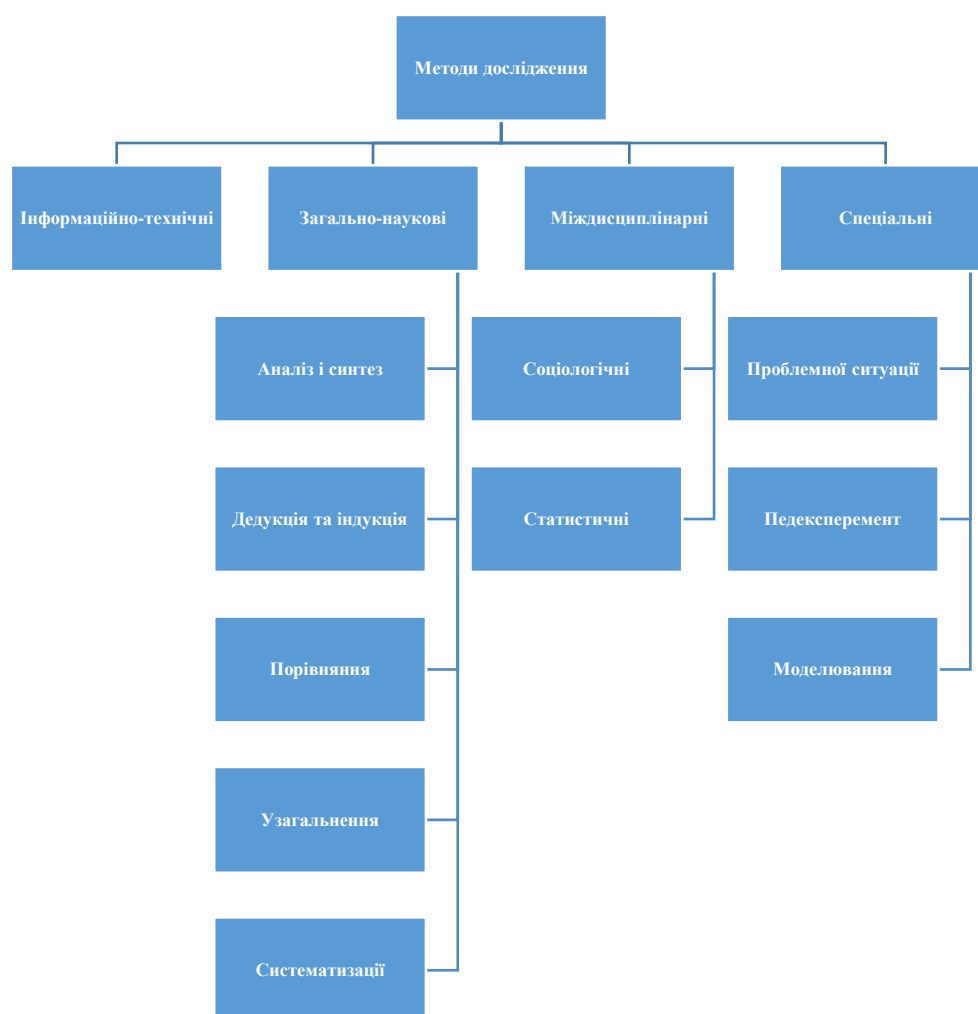 Методи дослідження
Інформаційно-технічні
Загально-наукові
Міждисциплінарні
Спеціальні
Аналіз і синтез
Соціологічні
Проблемної ситуації
Дедукція та індукція
Статистичні
Педексперемент
Порівняння
Моделювання
Узагальнення
Систематизації